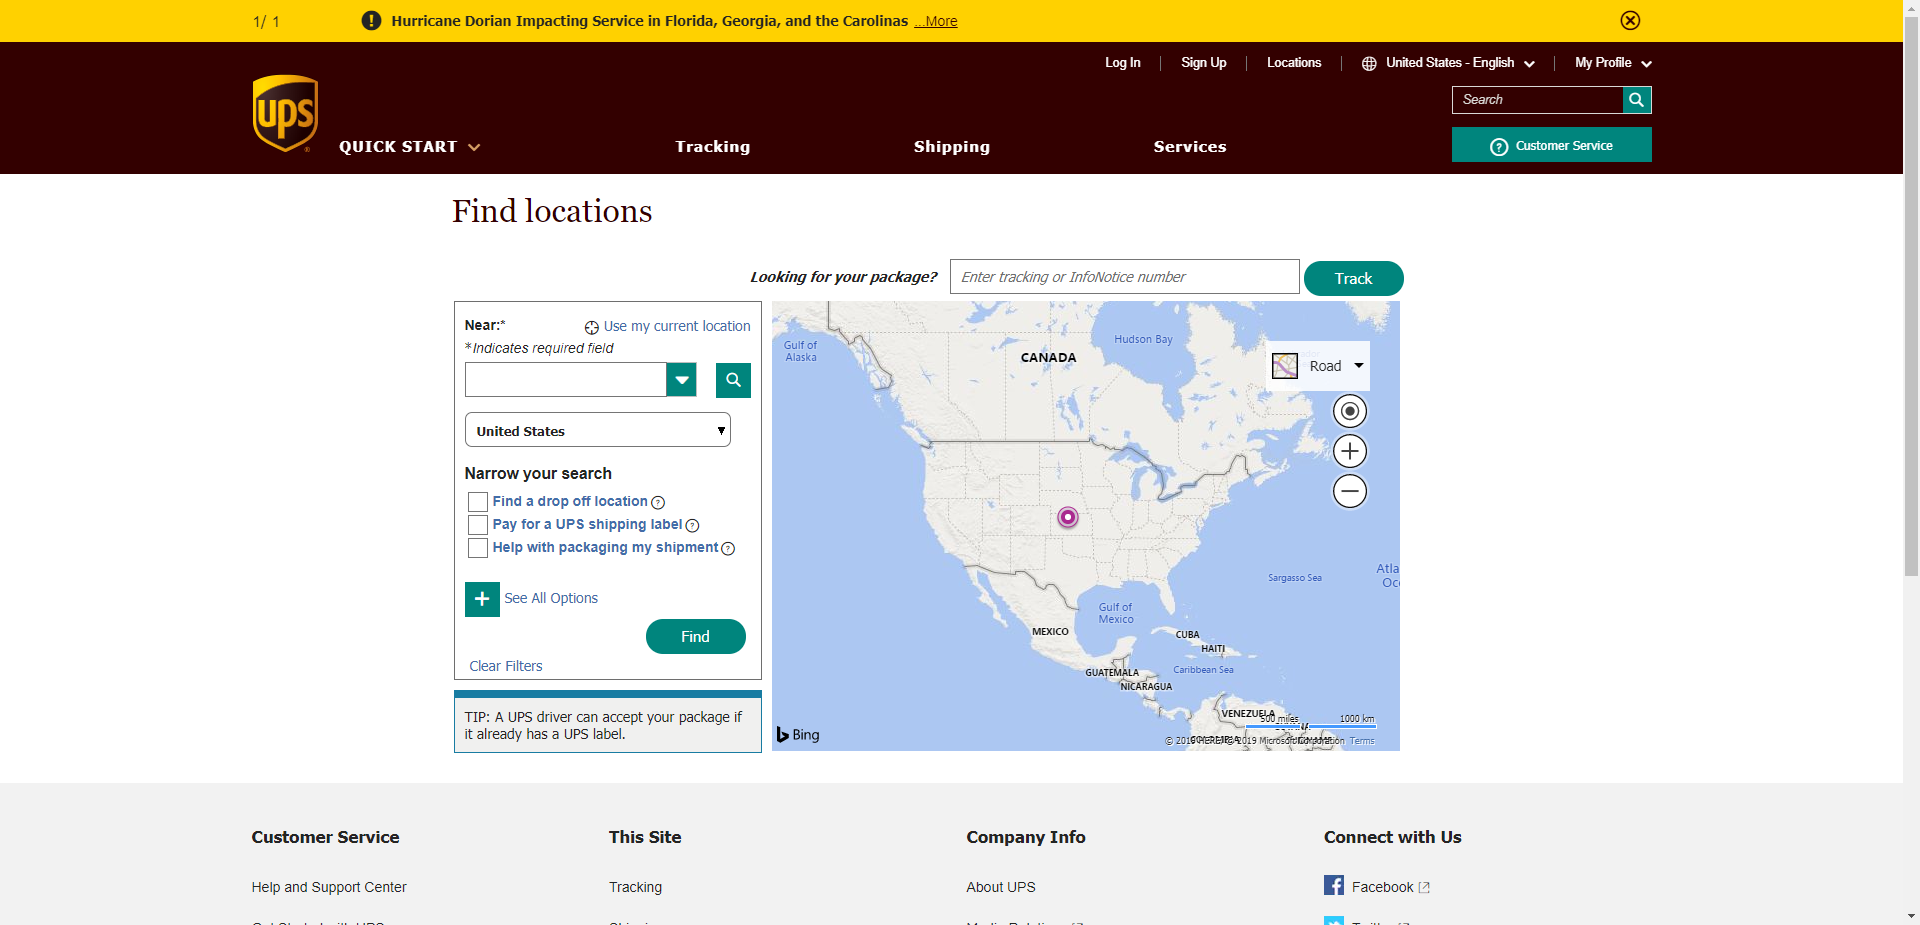 1/ 1
Hurricane Dorian Impacting Service in Florida, Georgia, and the Carolinas ...More
Log In
Sign Up
Locations
United States - English
My Profile
ups
Search
QUICK START
Tracking
Shipping
Services
Customer Service
Find locations
Looking for your package?
Enter tracking or InfoNotice number
Track
Near:*
Use my current location
*Indicates required field
United States
Narrow your search
Find a drop off location
Pay for a UPS shipping label
Help with packaging my shipment
See All Options
Find
Clear Filters
TIP: A UPS driver can accept your package if
it already has a UPS label.
Gulf of
Alaska
CANADA
Hudson Bay
Road
Sargasso Sea
Gulf of
Mexico
MEXICO
CUBA
HAITI
GUATEMALA
Caribbean Sea
NICARAGUA
VENEZUELA
500 miles
1000 km
Bing
2019 Microsoft Corporation
Terms
Customer Service
This Site
Company Info
Connect with Us
Help and Support Center
Tracking
About UPS
Facebook